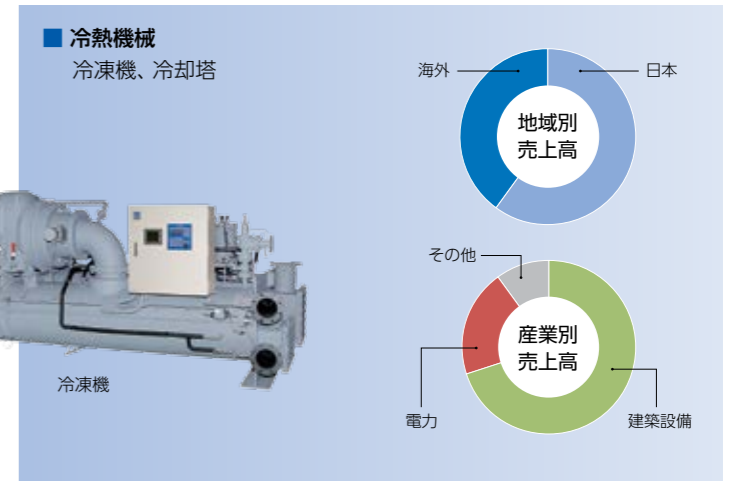 冷熱機械
冷凍機、冷却塔
海外
日本
地域別
売上高
その他
産業別
売上高
電力
建築設備
冷凍機